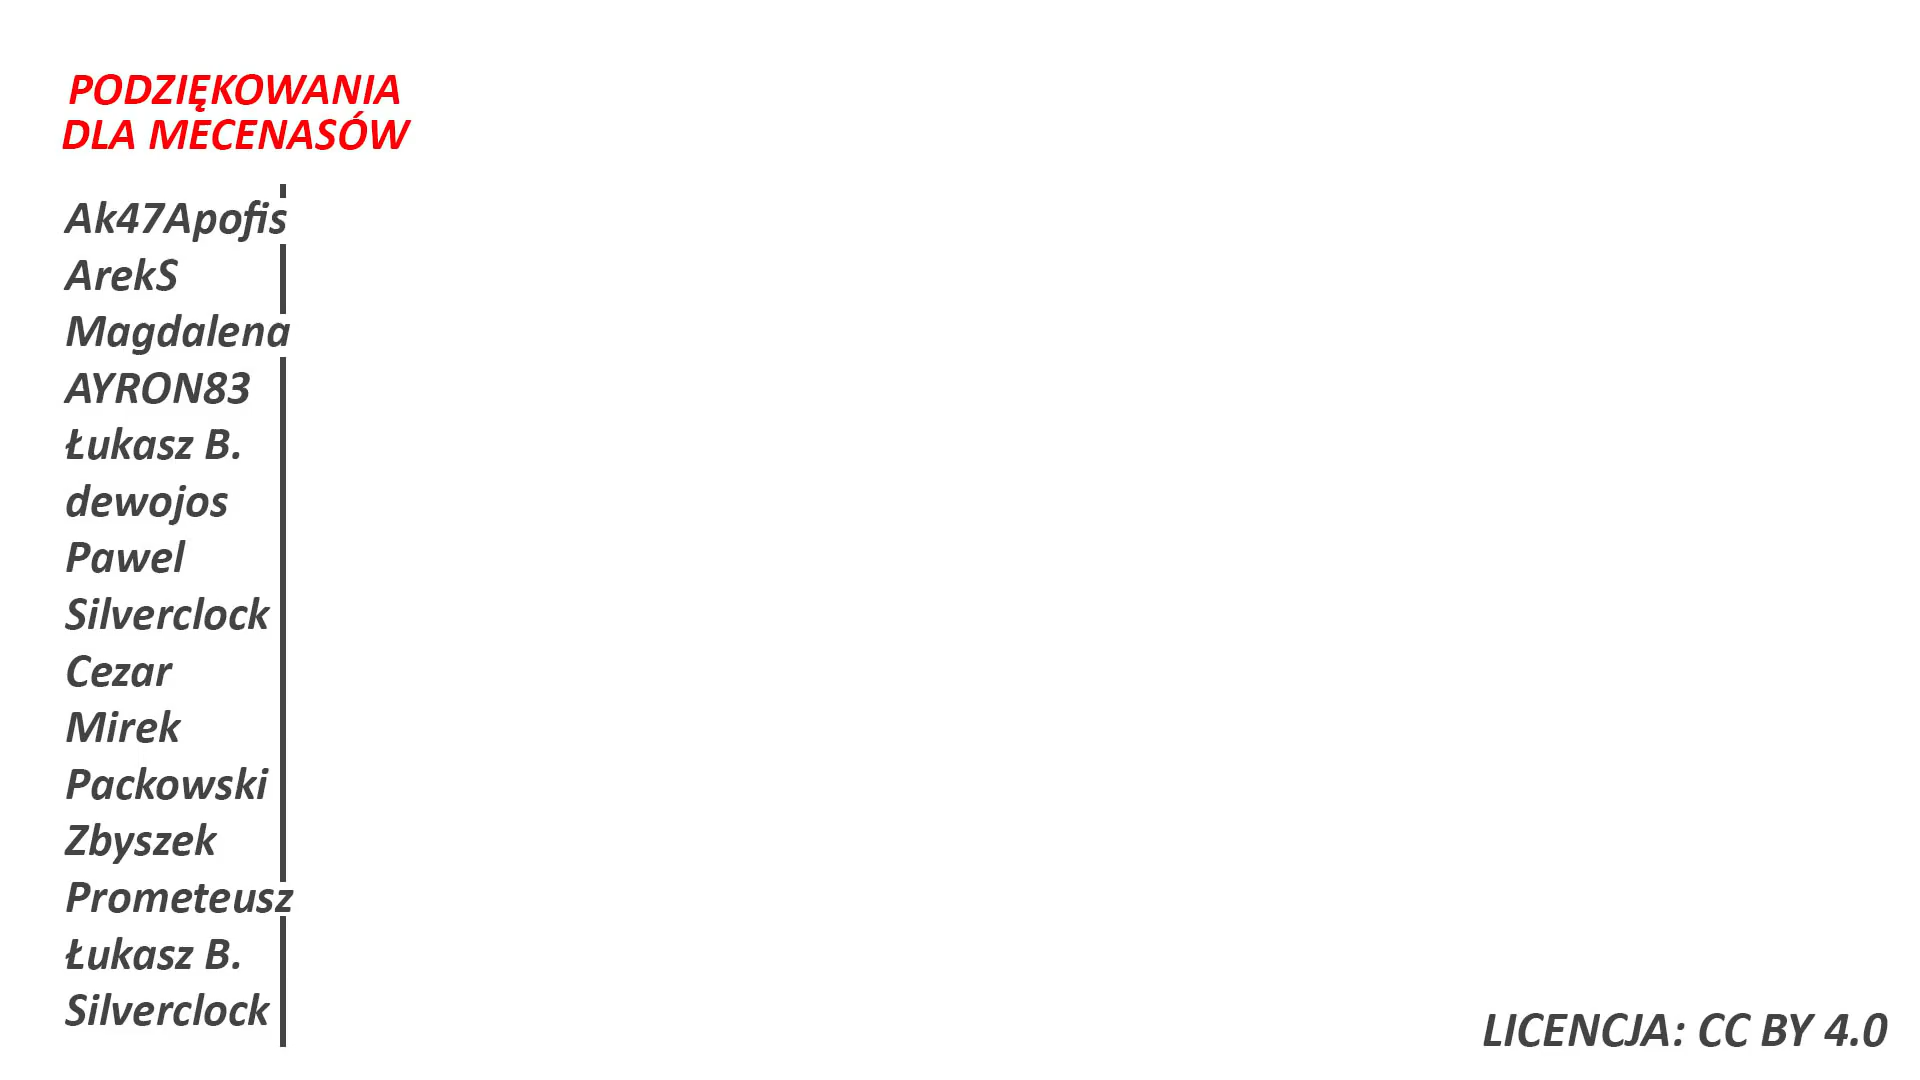 PODZIĘKOWANIA
DLA MECENASÓW
Ak47Apofis
ArekS
Magdalena
AYRON83
Łukasz B.
dewojos
Pawel
Silverclock
Cezar
Mirek
Packowski
Zbyszek
Prometeusz
Łukasz B.
Silverclock
LICENCJA: CC BY 4.0